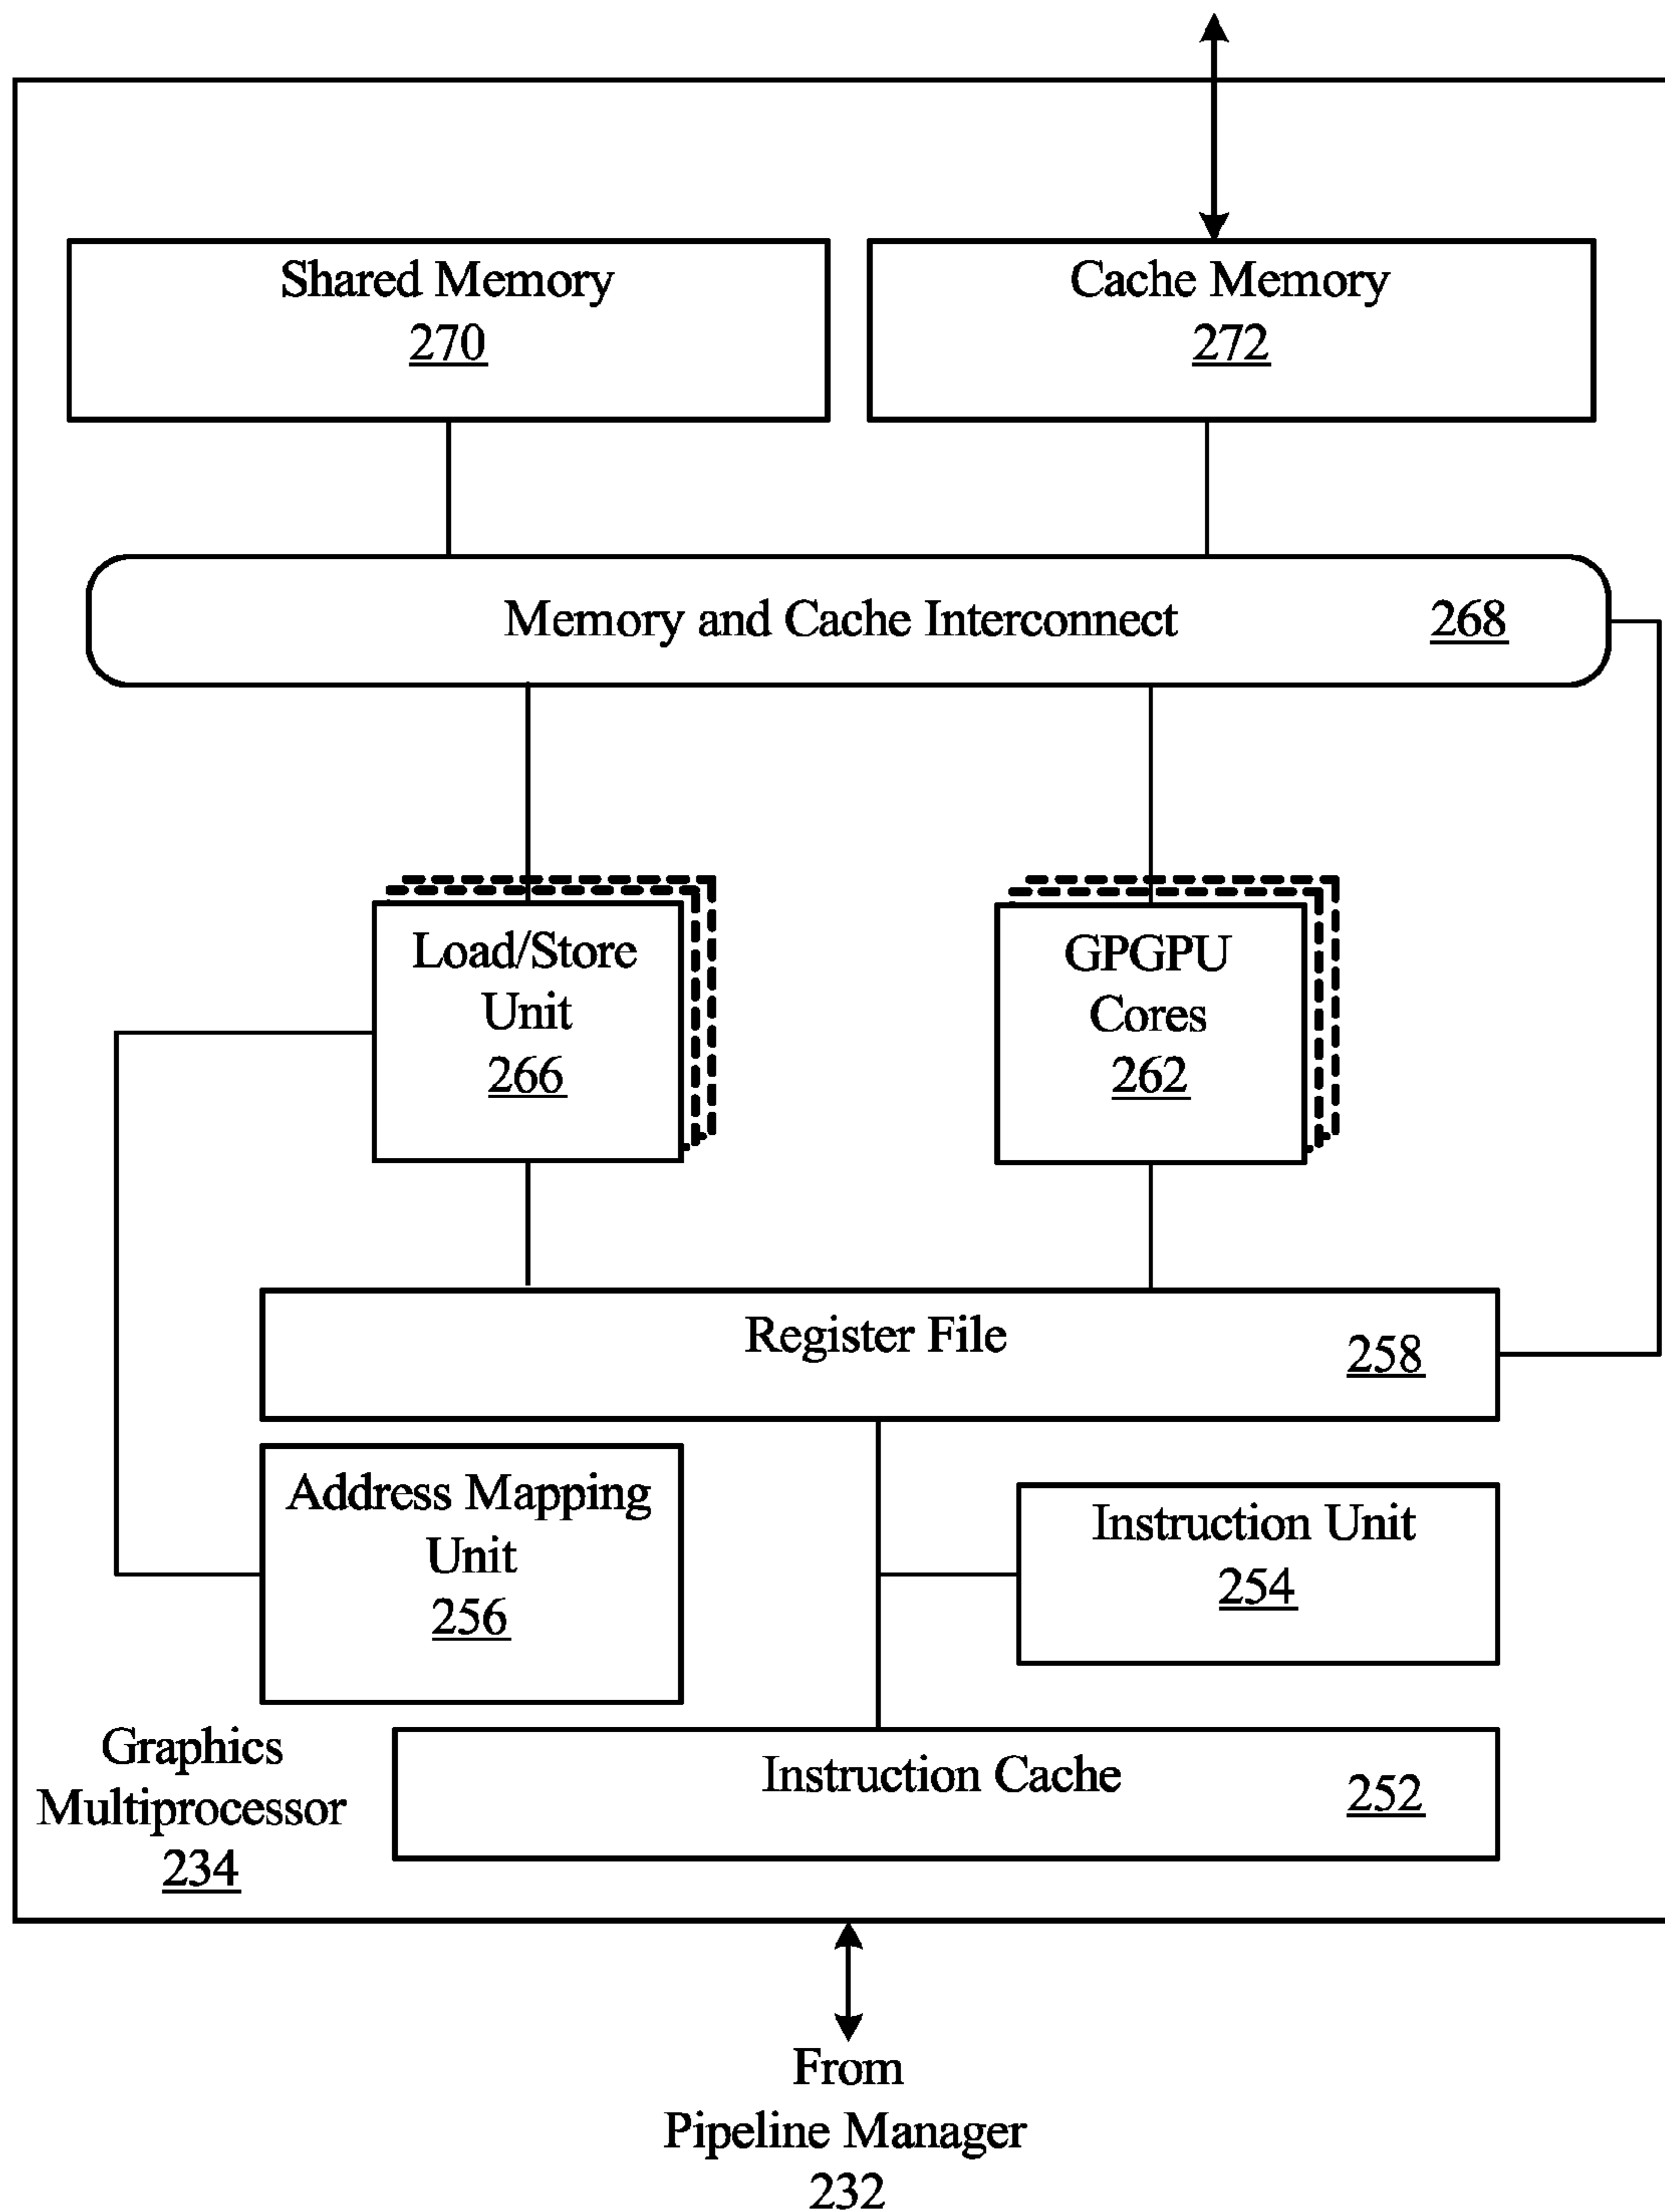 Shared Memory
270
Cache Memory
272
Memory and Cache Interconnect 268
Load/Store
Unit
266
GPGPU
Cores
262
Register File 258
Address Mapping
Unit
256
Instruction Unit
254
Graphics
Multiprocessor
234
Instruction Cache 252
From
Pipeline Manager
232